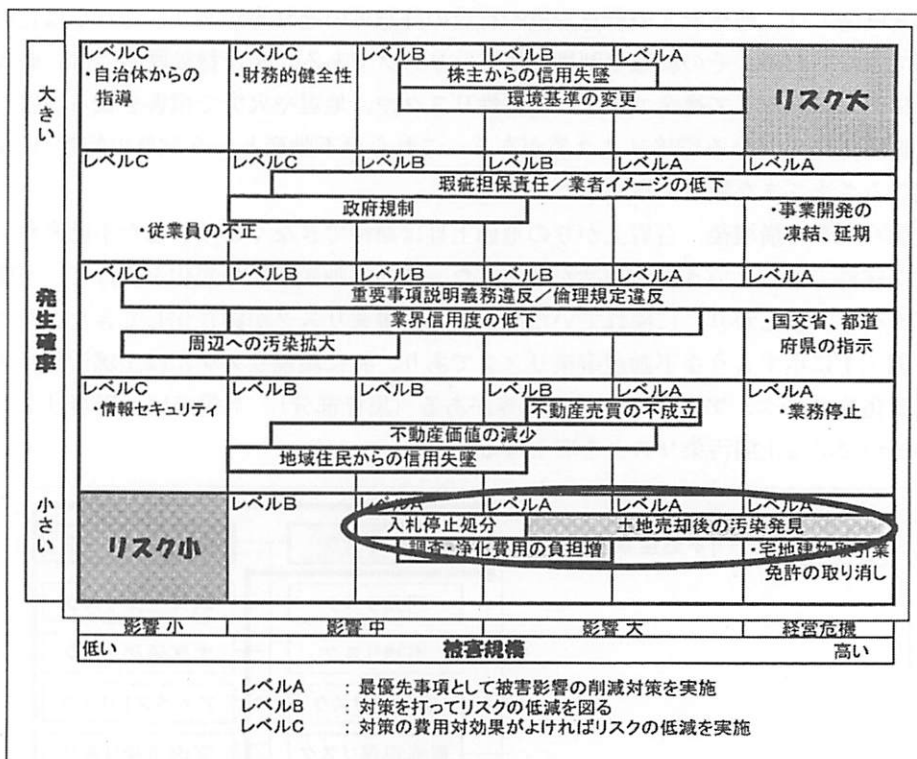 レベルC レベルC レベルB レベルB レベルA
・自治体からの
指導
・財務的健全性
株主からの信用失墜
環境基準の変更
リスク大
大きい
レベルC レベルC レベルB レベルB レベルA レベルA
瑕疵担保責任／業者イメージの低下
政府規制
・従業員の不正
・事業開発の
凍結、延期
発生確率
レベルC レベルB レベルB レベルB レベルA レベルA
重要事項説明義務違反／倫理規定違反
業界信用度の低下
周辺への汚染拡大
・国交省、都道
府県の指示
レベルC レベルB レベルB レベルB レベルA レベルA
・情報セキュリティ
不動産売買の不成立
・業務停止
不動産価値の減少
地域住民からの信用失墜
小さい
リスク小
レベルB レベルA レベルA レベルA レベルA
入札停止処分
土地売却後の汚染発見
調査・浄化費用の負担増
・宅地建物取引業
免許の取り消し
影響 小 影響 中 影響 大 経営危機
低い 被害規模 高い
レベルA ：最優先事項として被害影響の削減対策を実施
レベルB ：対策を打ってリスクの低減を図る
レベルC ：対策の費用対効果がよければリスクの低減を実施